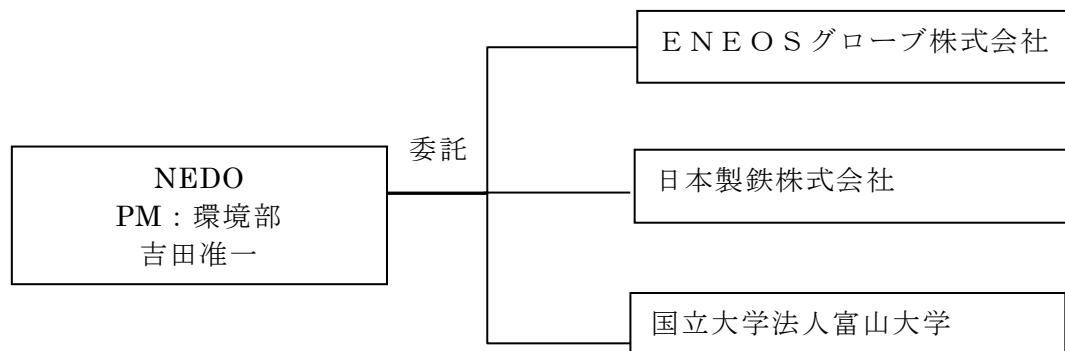 ＥＮＥＯＳグローブ株式会社
委託
NEDO
PM：環境部
吉田准一
日本製鉄株式会社
国立大学法人富山大学